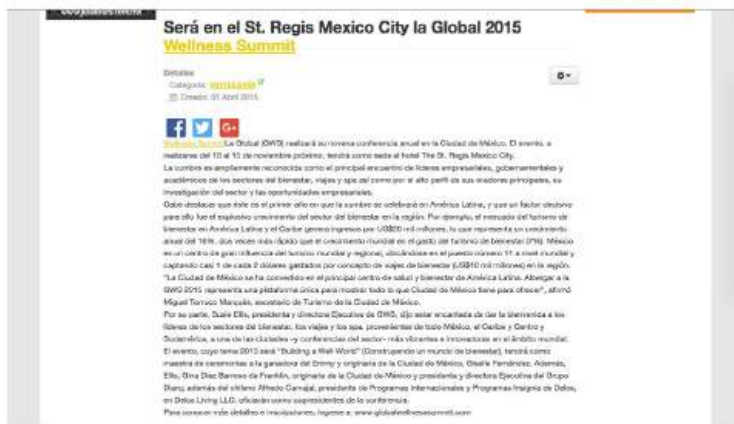 Será en el St. Regis Mexico City la Global 2015
Wellness Summit
Detalles
Categoría: HOTELERÍA
Creado: 01 Abril 2015
G+
Wellness Summit La Global (GWS) realizará su novena conferencia anual en la Ciudad de México. El evento, a
realizarse del 13 al 15 de noviembre próximo, tendrá como sede el hotel The St. Regis Mexico City.
La cumbre es ampliamente reconocida como el principal encuentro de líderes empresariales, gubernamentales y
académicos de los sectores del bienestar, viajes y spa así como por el alto perfil de sus oradores principales, su
investigación del sector y las oportunidades empresariales.
Cabe destacar que éste es el primer año en que la cumbre se celebrará en América Latina, y que un factor decisivo
para ello fue el explosivo crecimiento del sector del bienestar en la región. Por ejemplo, el mercado del turismo de
bienestar en América Latina y el Caribe genera ingresos por US$20 mil millones, lo que representa un crecimiento
anual del 16%, dos veces más rápido que el crecimiento mundial en el gasto del turismo de bienestar (7%). México
es un centro de gran influencia del turismo mundial y regional, ubicándose en el puesto número 11 a nivel mundial y
captando casi 1 de cada 2 dólares gastados por concepto de viajes de bienestar (US$10 mil millones) en la región.
"La Ciudad de México se ha convertido en el principal centro de salud y bienestar de América Latina. Albergar a la
GWS 2015 representa una plataforma única para mostrar todo lo que Ciudad de México tiene para ofrecer", afirmó
Miguel Torruco Marqués, secretario de Turismo de la Ciudad de México.
Por su parte, Susie Ellis, presidenta y directora Ejecutiva de GWS, dijo estar encantada de dar la bienvenida a los
líderes de los sectores del bienestar, los viajes y los spa, provenientes de todo México, el Caribe y Centro y
Sudamérica, a una de las ciudades -y conferencias del sector- más vibrantes e innovadoras en el ámbito mundial.
El evento, cuyo tema 2015 será "Building a Well World" (Construyendo un mundo de bienestar), tendrá como
maestra de ceremonias a la ganadora del Emmy y originaria de la Ciudad de México, Giselle Fernández. Además,
Ellis, Gina Diez Barroso de Franklin, originaria de la Ciudad de México y presidenta y directora Ejecutiva del Grupo
Diarq; además del chileno Alfredo Carvajal, presidente de Programas Internacionales y Programas Insignia de Delos,
en Delos Living LLC. oficiarán como copresidentes de la conferencia.
Para conocer más detalles e inscripciones, ingrese a: www.globalwellnesssummit.com